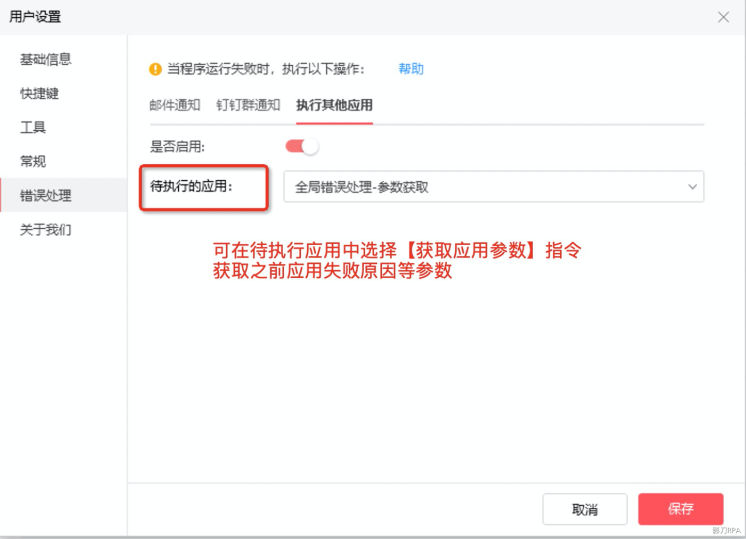 用户设置
基础信息
快捷键
工具
常规
错误处理
关于我们
当程序运行失败时，执行以下操作： 帮助
邮件通知 钉钉群通知 执行其他应用
是否启用:
待执行的应用：
全局错误处理-参数获取
可在待执行应用中选择【获取应用参数】指令
获取之前应用失败原因等参数
取消 保存
影刀RPA